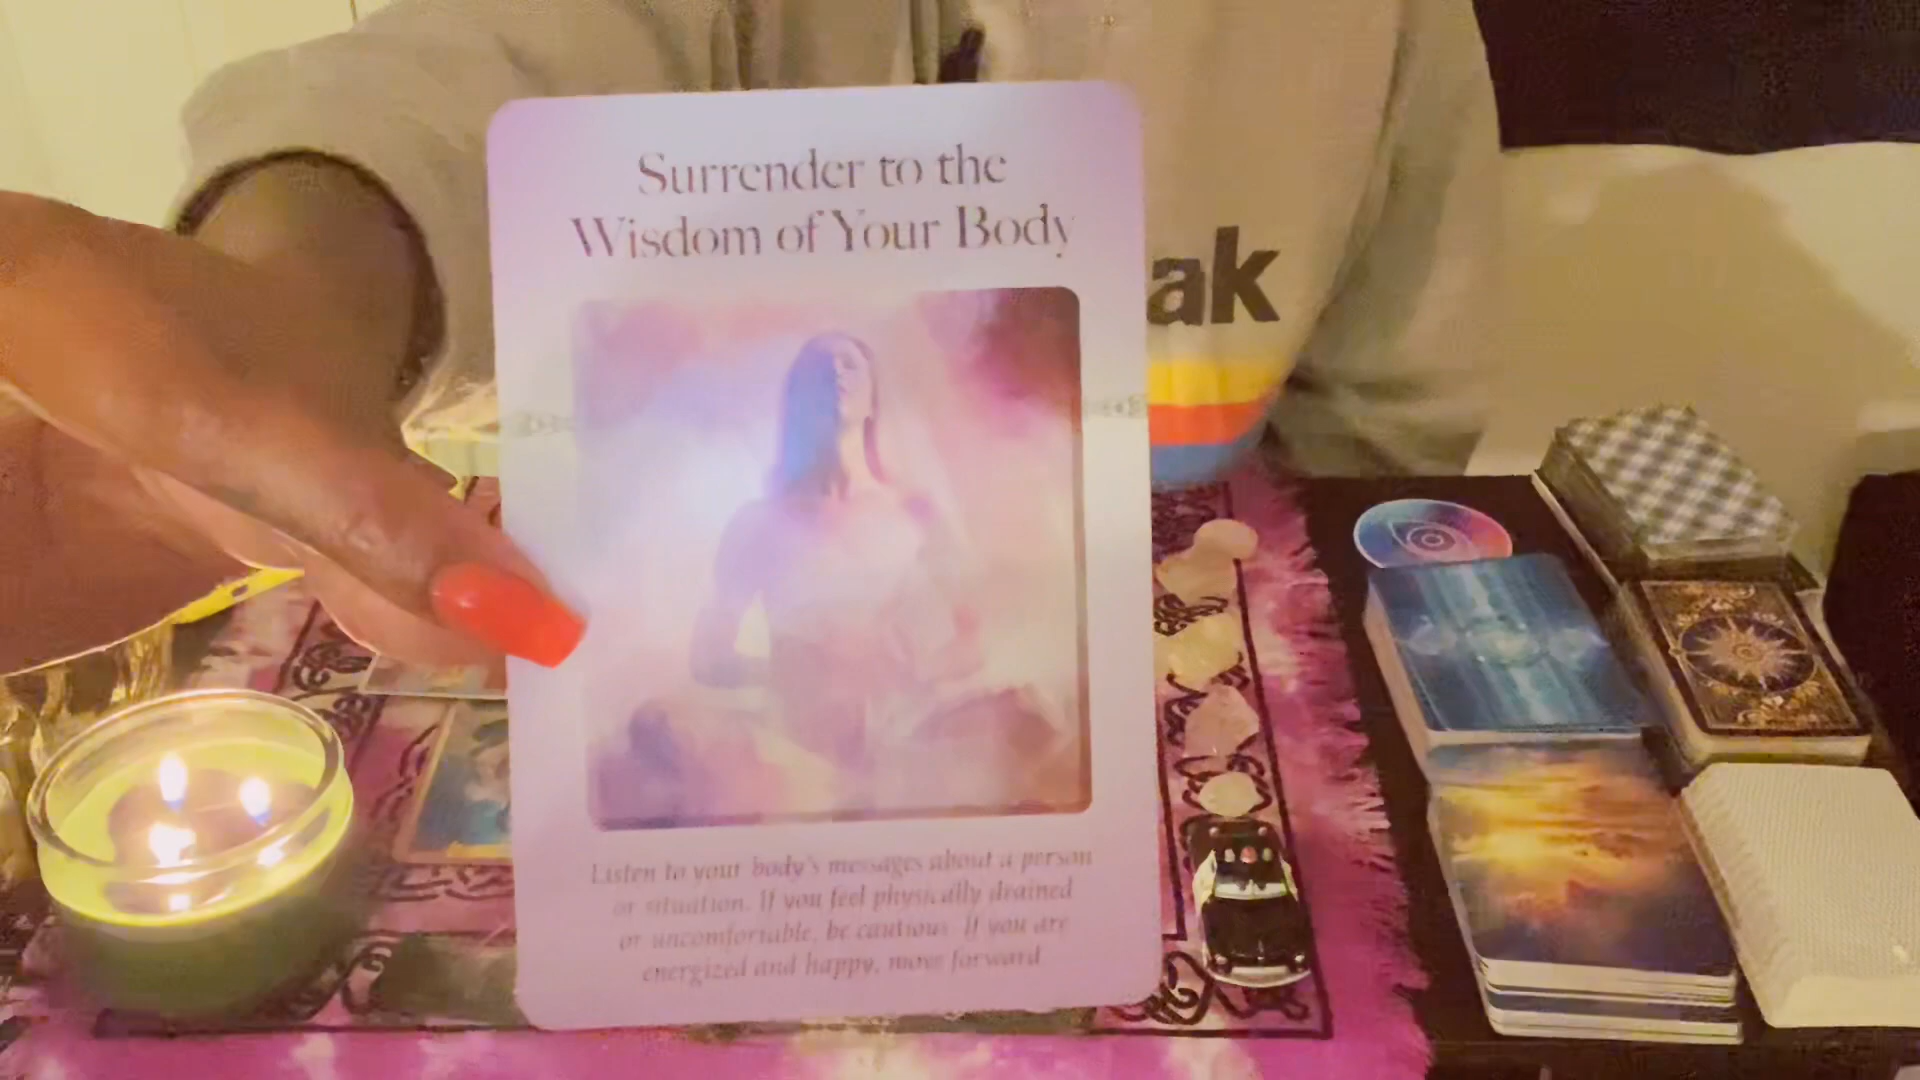 Surrender to the
Wisdom of Your Body
ak
Listen to your body's messages about a person
or situation. If you feel physically drained
or uncomfortable, be cautious. If you are
energized and happy, move forward